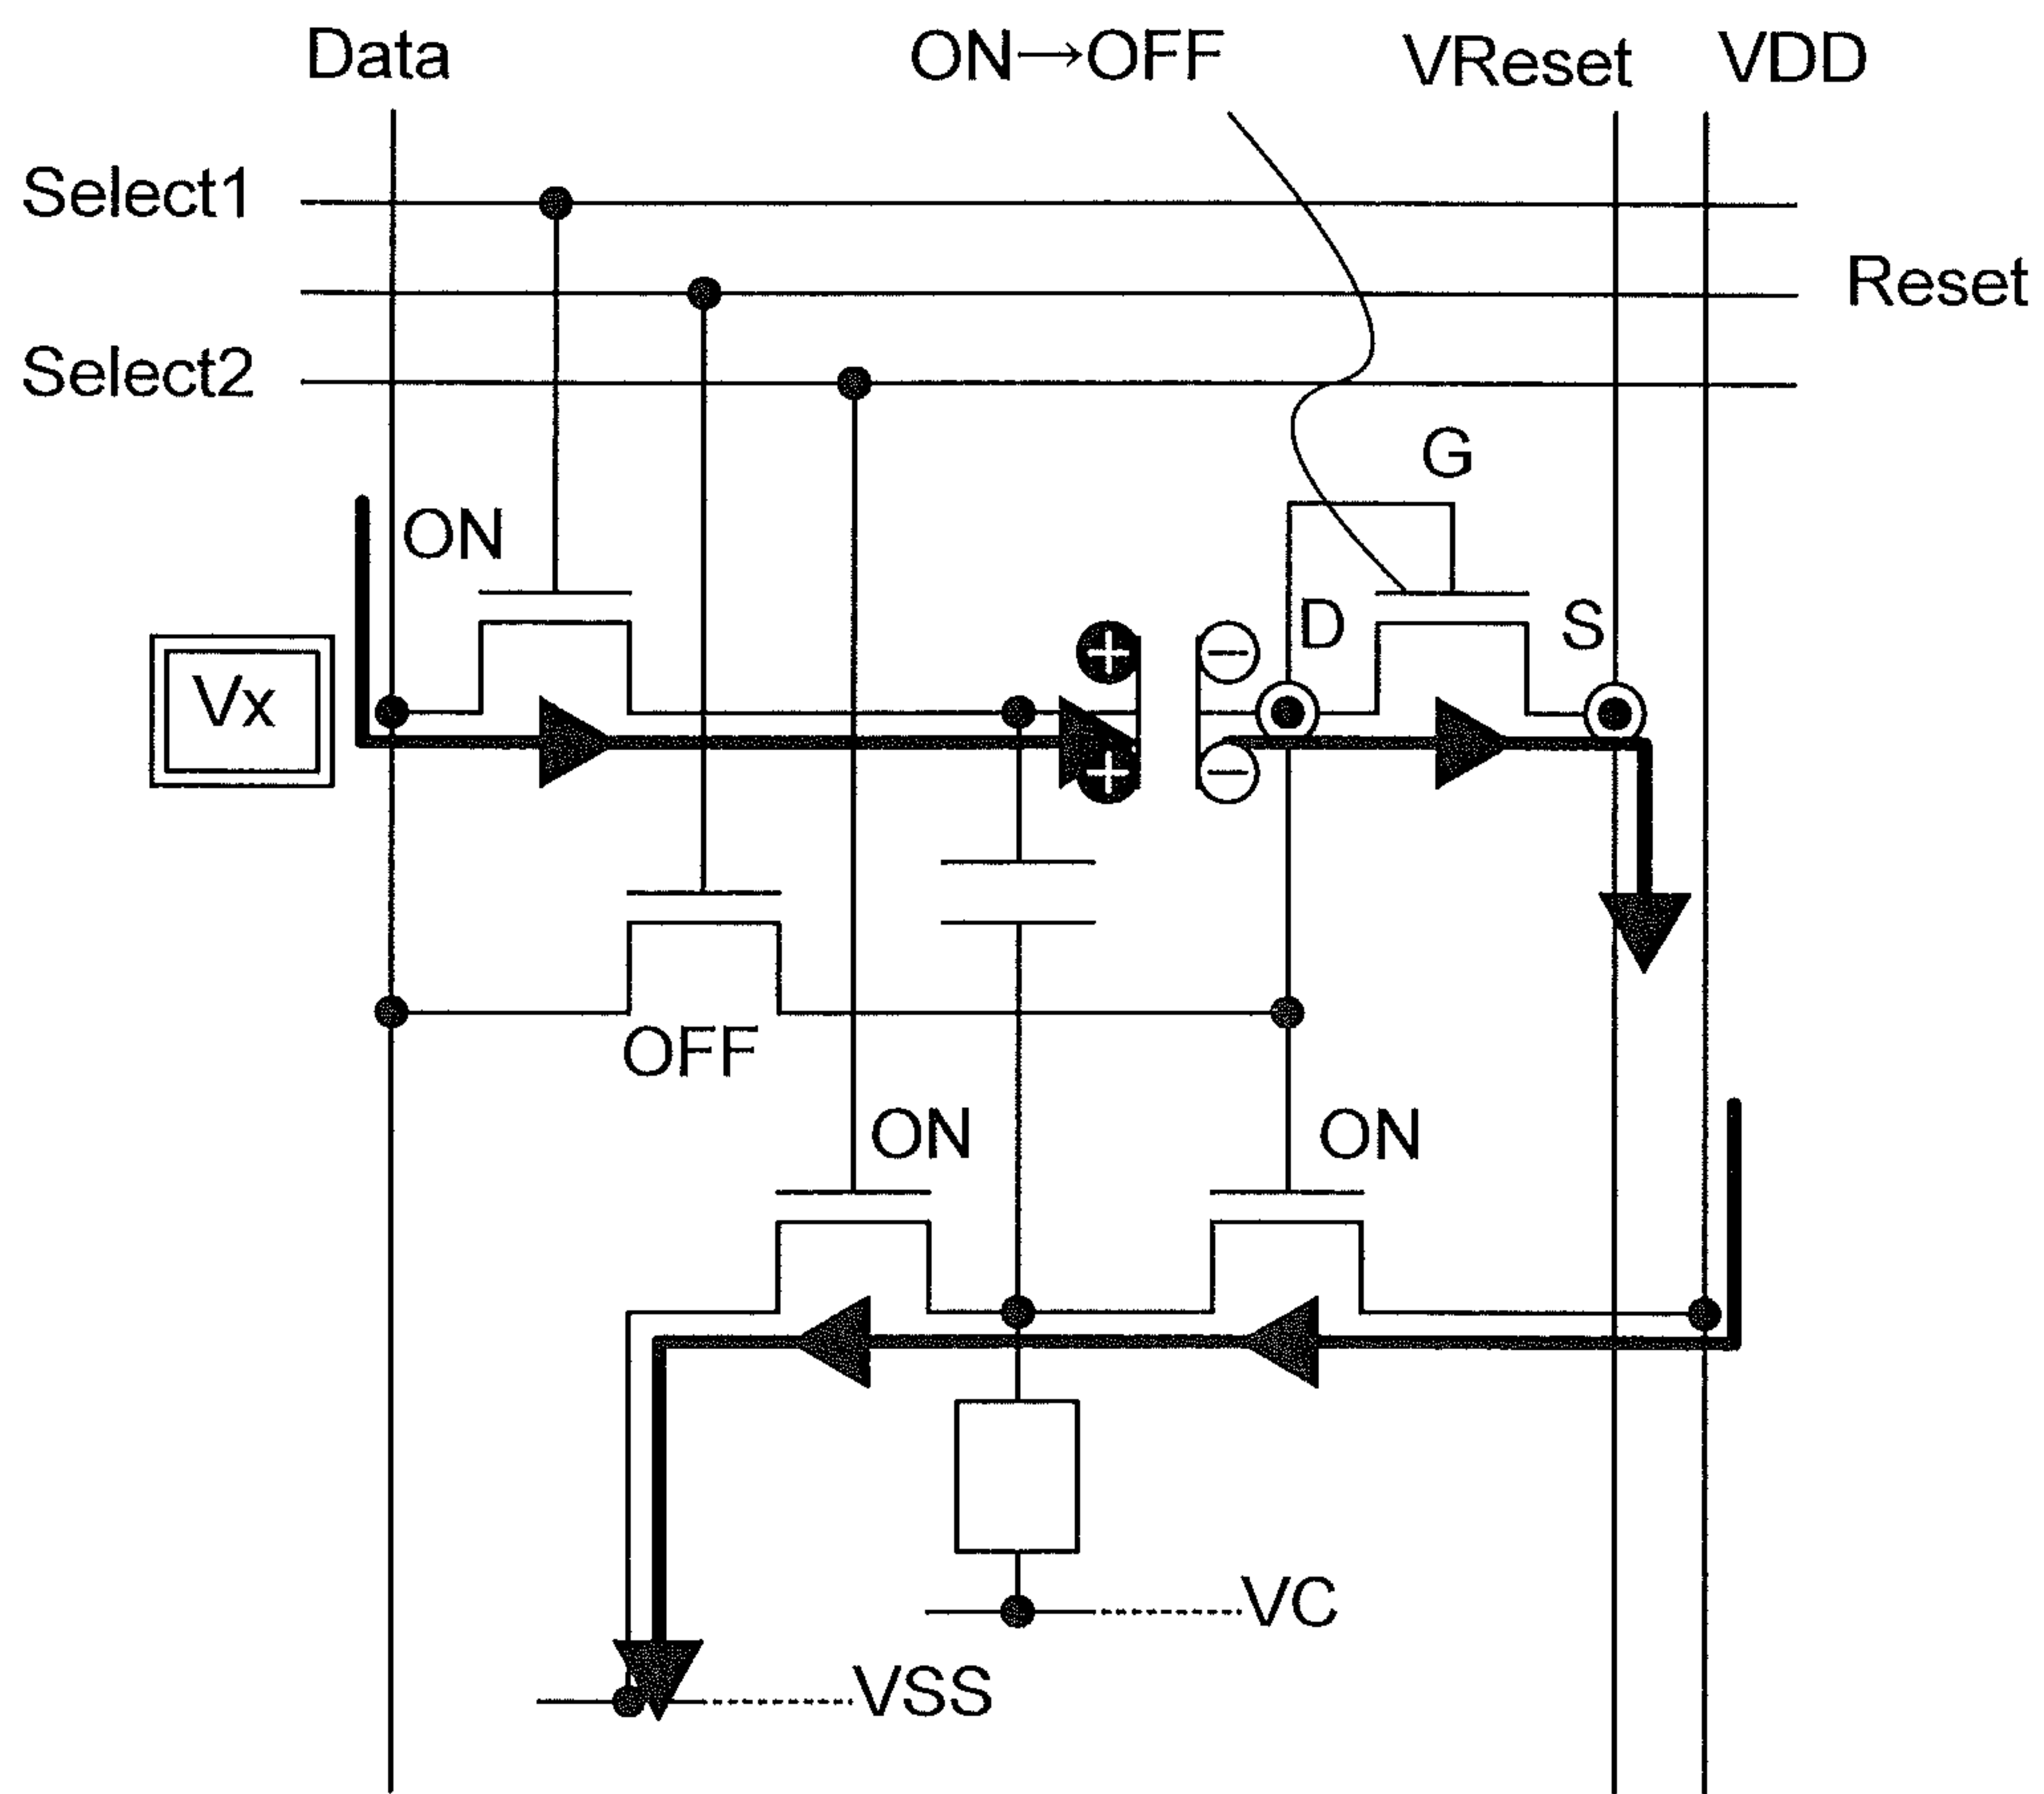 Data
ON→OFF
VReset
VDD
Select1
Reset
Select2
G
ON
D
S
Vx
+
−
+
−
OFF
ON
ON
VC
VSS